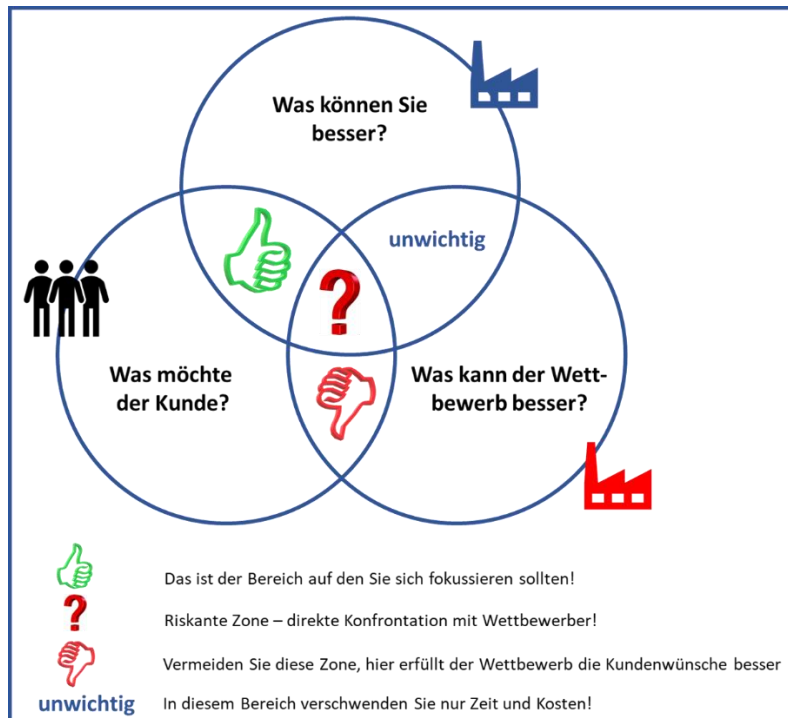 Was können Sie
besser?
unwichtig
?
Was möchte
der Kunde?
Was kann der Wett-
bewerb besser?
Das ist der Bereich auf den Sie sich fokussieren sollten!
? Riskante Zone – direkte Konfrontation mit Wettbewerber!
Vermeiden Sie diese Zone, hier erfüllt der Wettbewerb die Kundenwünsche besser
unwichtig In diesem Bereich verschwenden Sie nur Zeit und Kosten!